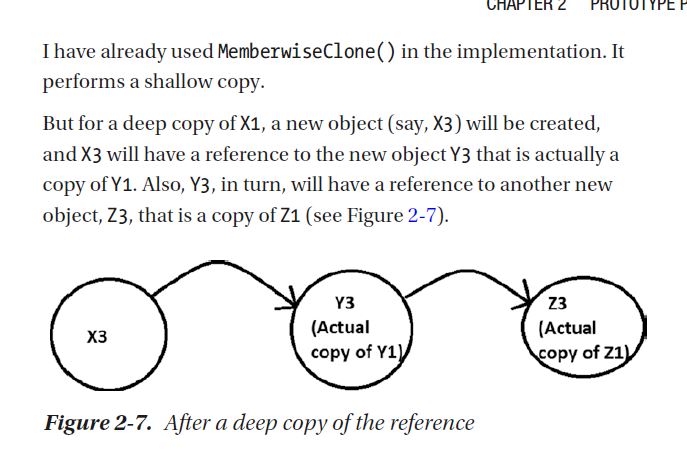 CHAPTER 2 PROTOTYPE P
I have already used MemberwiseClone() in the implementation. It
performs a shallow copy.
But for a deep copy of X1, a new object (say, X3) will be created,
and X3 will have a reference to the new object Y3 that is actually a
copy of Y1. Also, Y3, in turn, will have a reference to another new
object, Z3, that is a copy of Z1 (see Figure 2-7).
X3
Y3
(Actual
copy of Y1)
Z3
(Actual
copy of Z1)
Figure 2-7. After a deep copy of the reference